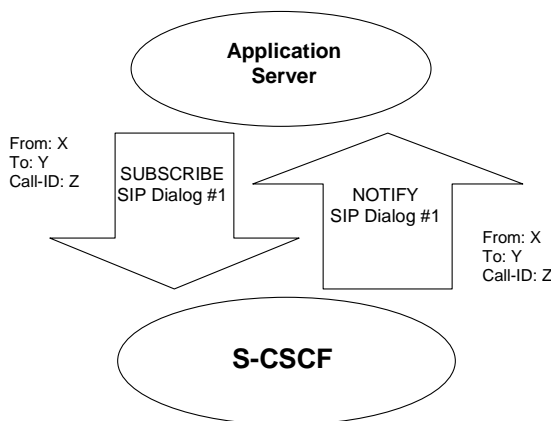 Application
Server
From: X
To: Y
Call-ID: Z
SUBSCRIBE
SIP Dialog #1
NOTIFY
SIP Dialog #1
From: X
To: Y
Call-ID: Z
S-CSCF